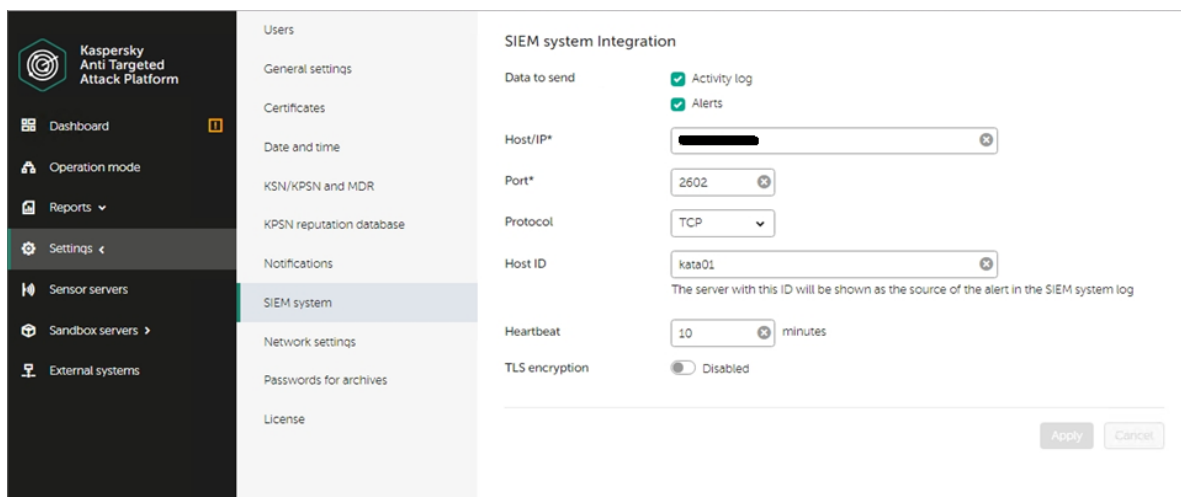 Kaspersky
Anti Targeted
Attack Platform
Dashboard
Operation mode
Reports
Settings
Sensor servers
Sandbox servers
External systems
Users
General settings
Certificates
Date and time
KSN/KPSN and MDR
KPSN reputation database
Notifications
SIEM system
Network settings
Passwords for archives
License
SIEM system Integration
Data to send
Activity log
Alerts
Host/IP*
Port*
2602
Protocol
TCP
Host ID
kata01
The server with this ID will be shown as the source of the alert in the SIEM system log
Heartbeat
10 minutes
TLS encryption
Disabled
Apply Cancel